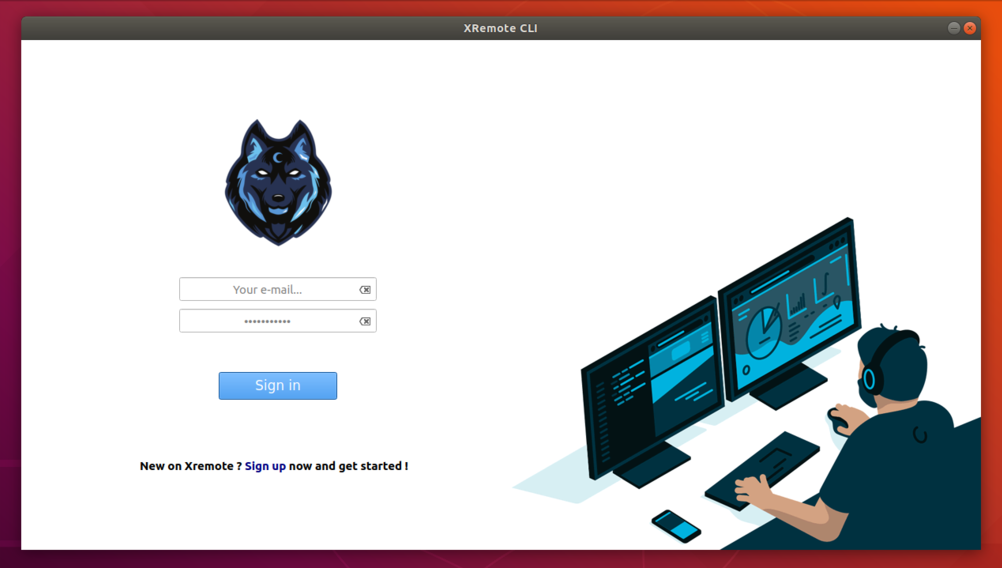 XRemote CLI
Your e-mail...
•••••••••••
Sign in
New on Xremote ? Sign up now and get started !